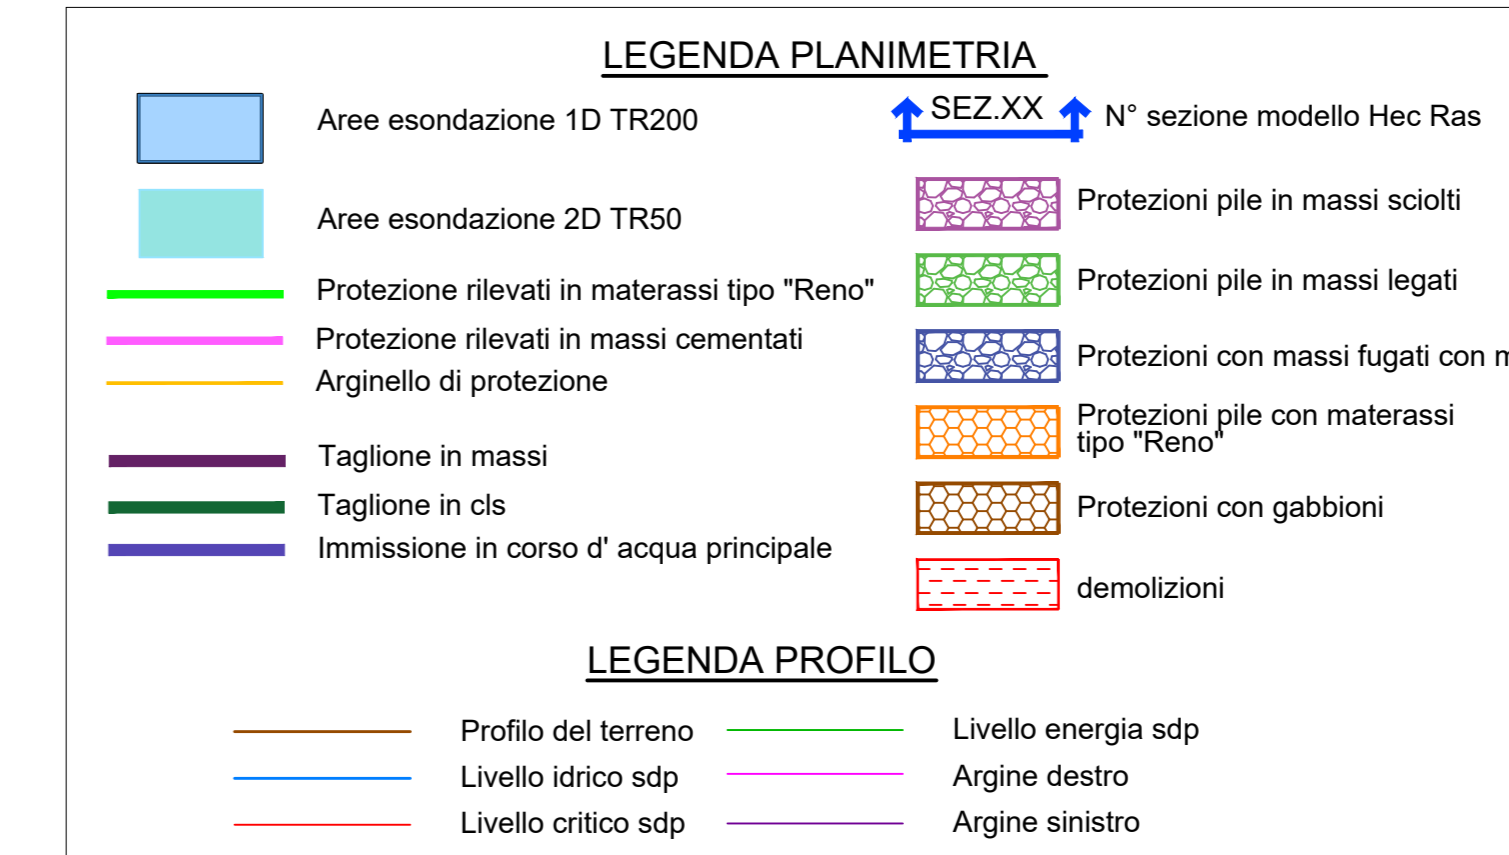 LEGENDA PLANIMETRIA
Aree esondazione 1D TR200
Aree esondazione 2D TR50
Protezione rilevati in materassi tipo "Reno"
Protezione rilevati in massi cementati
Arginello di protezione
Taglione in massi
Taglione in cls
Immissione in corso d' acqua principale
SEZ.XX
N° sezione modello Hec Ras
Protezioni pile in massi sciolti
Protezioni pile in massi legati
Protezioni con massi fugati con
Protezioni pile con materassi
tipo "Reno"
Protezioni con gabbioni
demolizioni
LEGENDA PROFILO
Profilo del terreno
Livello idrico sdp
Livello critico sdp
Livello energia sdp
Argine destro
Argine sinistro